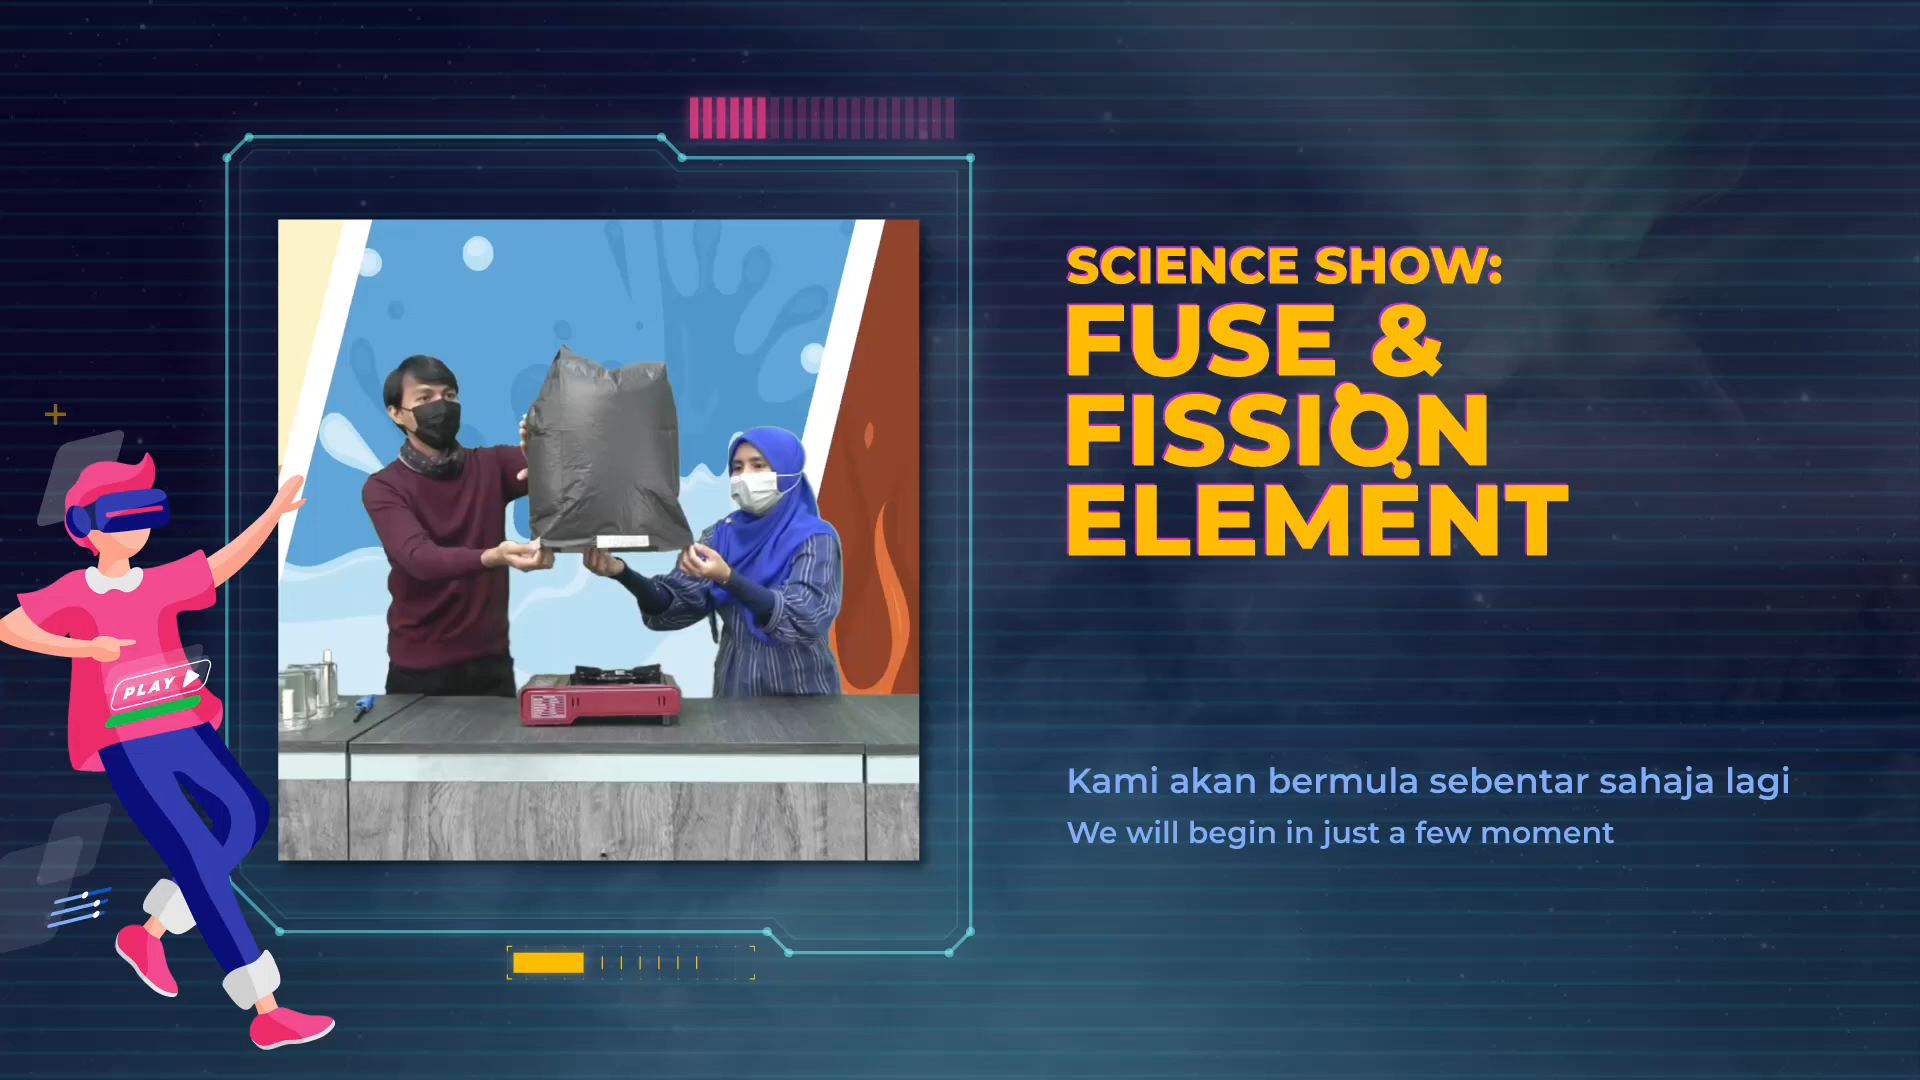 SCIENCE SHOW:
FUSE &
FISSION
ELEMENT
PLAY
Kami akan bermula sebentar sahaja lagi
We will begin in just a few moment